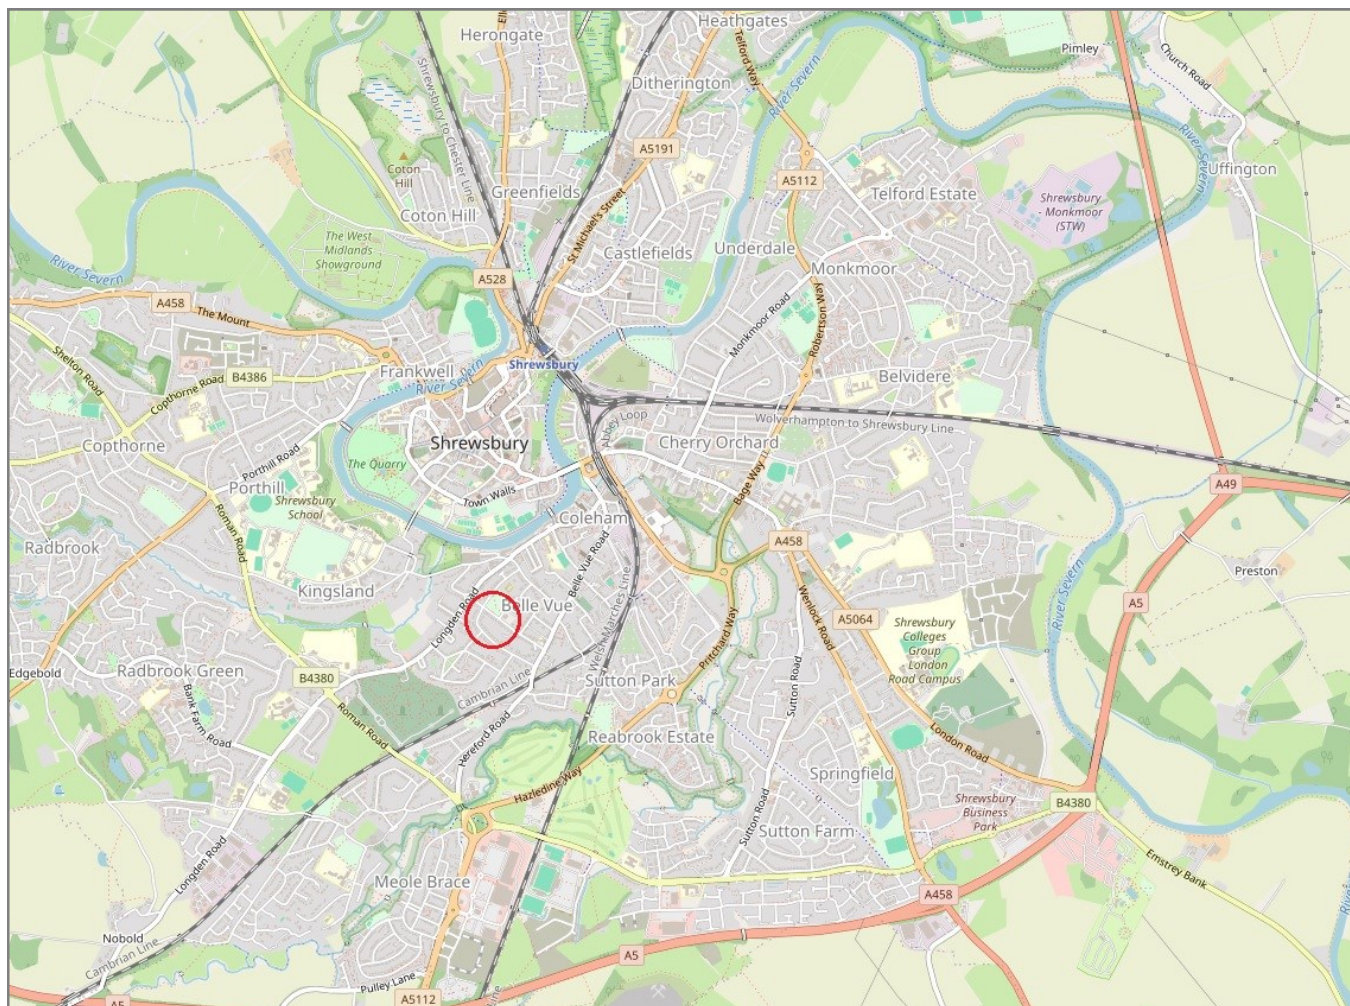 Heathgates
Herongate
Pimley
Church Road
Telford Way
Ditherington
River Severn
Shrewsbury to Chester Line
A5191
River Severn
Uffington
A5112
Coton
Hill
Greenfields
Telford Estate
Shrewsbury
- Monkmoor
(STW)
Coton Hill
St Michael's Street
The West
Midlands
Showground
Castlefields
Underdale
Monkmoor
River Severn
A528
A458
The Mount
Monkmoor Road
Robertson Way
Shelton Road
Shrewsbury
Frankwell
B4386
Copthorne Road
River Severn
Belvidere
Abbey Loop
Wolverhampton to Shrewsbury Line
Copthorne
Shrewsbury
Cherry Orchard
Porthill Road
The Quarry
Bage Way
A49
Porthill
Shrewsbury
School
Town Walls
Roman Road
Coleham
Radbrook
A458
Belle Vue Road
Preston
Kingsland
Longden Road
Belle Vue
Welsh Marches Line
Pritchard Way
Wenlock Road
A5064
Shrewsbury
Colleges
Group
London
Road Campus
River Severn
A5
Edgebold
Radbrook Green
B4380
Cambrian Line
Sutton Park
Sutton Road
Bank Farm Road
Roman Road
Hereford Road
Reabrook Estate
London Road
Hazledine Way
Springfield
Shrewsbury
Business
Park
B4380
Sutton Road
Sutton Farm
Longden Road
Emstrey Bank
Meole Brace
A458
Nobold
Cambrian Line
A5
Pulley Lane
A5
A5112